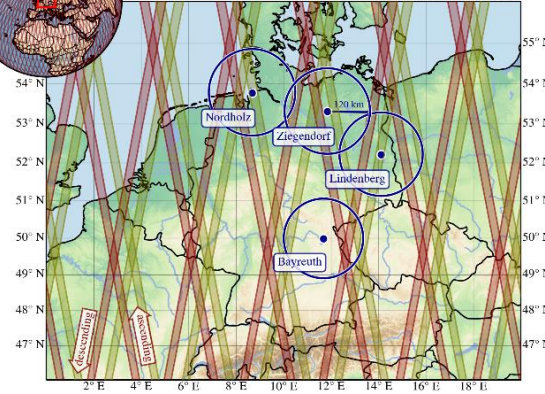 55° N
54° N
54° N
120 km
Nordholz
53° N
53° N
Ziegendorf
52° N
52° N
Lindenberg
51° N
51° N
50° N
50° N
Bayreuth
49° N
49° N
48° N
48° N
descending
ascending
47° N
47° N
2° E
4° E
6° E
8° E
10° E
12° E
14° E
16° E
18° E